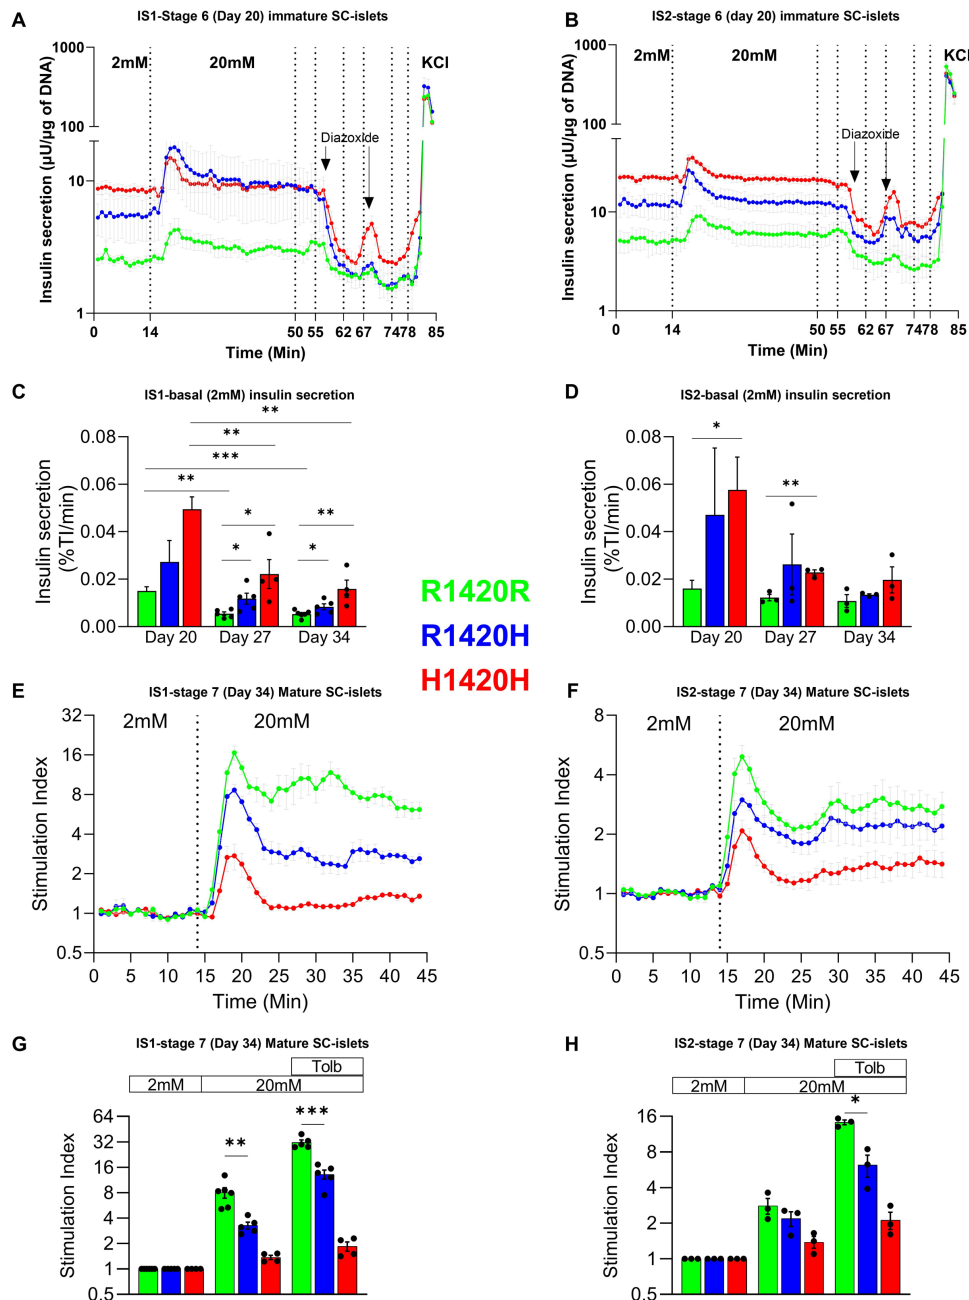 A
IS1-Stage 6 (Day 20) immature SC-islets
Insulin secretion (µU/µg of DNA)
1000
100
10
1
2mM
20mM
KCl
Diazoxide
0 14 50 55 62 67 7478 85
Time (Min)
B
IS2-stage 6 (day 20) immature SC-islets
Insulin secretion (µU/µg of DNA)
1000
100
10
1
2mM
20mM
KCl
Diazoxide
0 14 50 55 62 67 7478 85
Time (Min)
C
IS1-basal (2mM) insulin secretion
Insulin secretion
(%TI/min)
0.08
0.06
0.04
0.02
0.00
**
**
***
**
*
*
**
*
Day 20 Day 27 Day 34
D
IS2-basal (2mM) insulin secretion
Insulin secretion
(%TI/min)
0.08
0.06
0.04
0.02
0.00
*
**
Day 20 Day 27 Day 34
R1420R
R1420H
H1420H
E
IS1-stage 7 (Day 34) Mature SC-islets
Stimulation Index
32
16
8
4
2
1
0.5
2mM
20mM
0 5 10 15 20 25 30 35 40 45
Time (Min)
F
IS2-stage 7 (Day 34) Mature SC-islets
Stimulation Index
8
4
2
1
0.5
2mM
20mM
0 5 10 15 20 25 30 35 40 45
Time (Min)
G
IS1-stage 7 (Day 34) Mature SC-islets
Tolb
2mM
20mM
Stimulation Index
64
32
16
8
4
2
1
0.5
**
***
H
IS2-stage 7 (Day 34) Mature SC-islets
Tolb
2mM
20mM
Stimulation Index
16
8
4
2
1
0.5
*